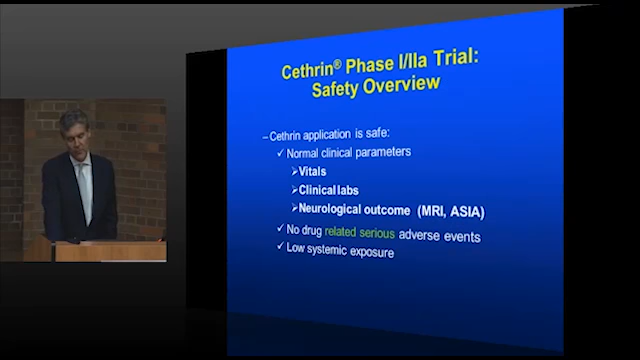 Cethrin® Phase I/IIa Trial:
Safety Overview
–Cethrin application is safe:
✓ Normal clinical parameters
➢Vitals
➢Clinical labs
➢Neurological outcome (MRI, ASIA)
✓ No drug related serious adverse events
✓ Low systemic exposure